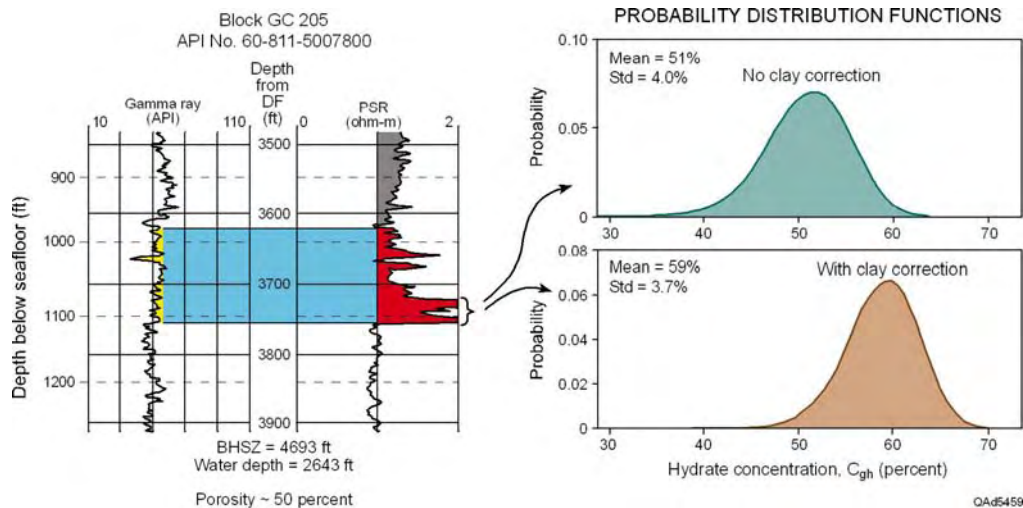 Block GC 205
API No. 60-811-5007800
Depth
from
DF
(ft)
Gamma ray
(API)
PSR
(ohm-m)
10
110
0
2
Depth below seafloor (ft)
900
1000
1100
1200
3500
3600
3700
3800
3900
BHSZ = 4693 ft
Water depth = 2643 ft
Porosity ~ 50 percent
PROBABILITY DISTRIBUTION FUNCTIONS
Mean = 51%
Std = 4.0%
No clay correction
Probability
0.10
0.05
0
30
40
50
60
70
Mean = 59%
Std = 3.7%
With clay correction
Probability
0.08
0.06
0.04
0.02
0
30
40
50
60
70
Hydrate concentration, Cgh (percent)
QAd5459